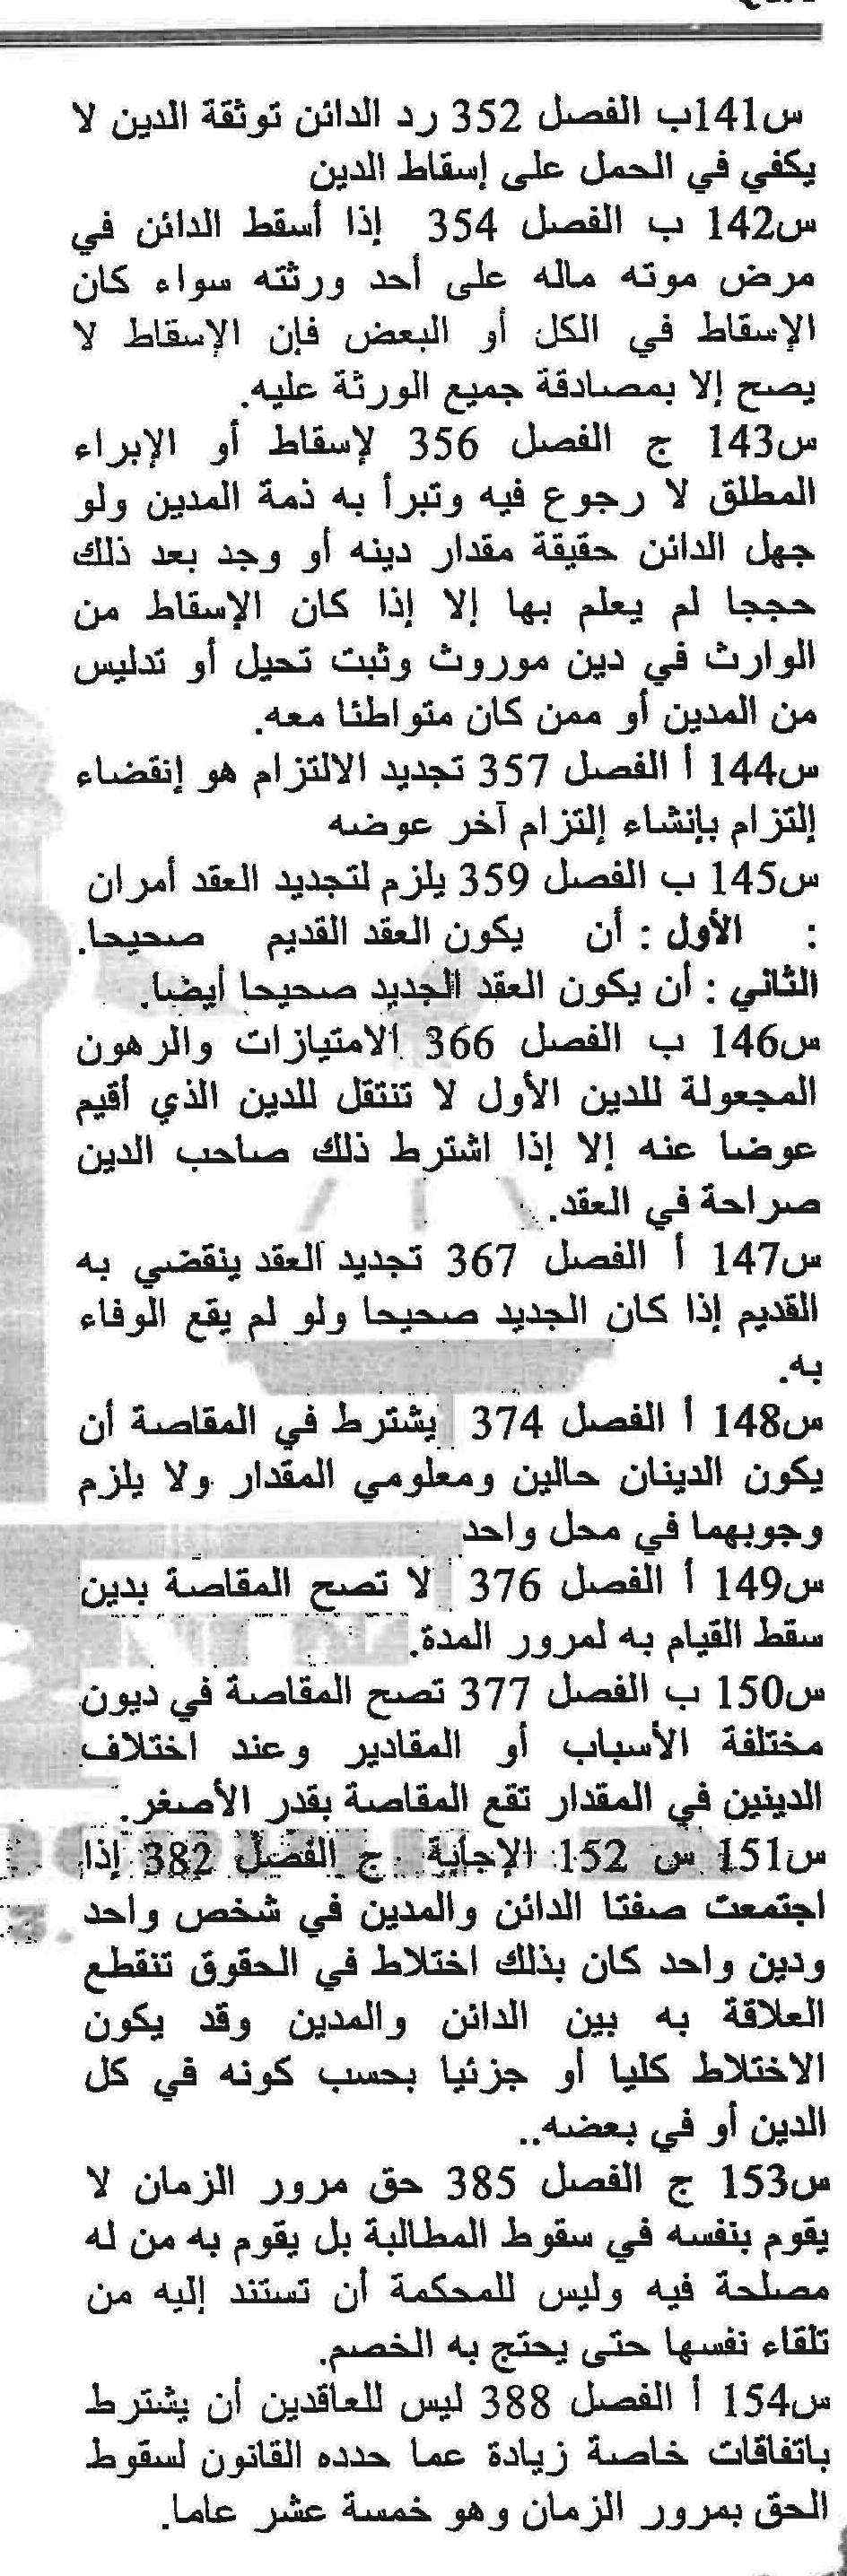 س141ب الفصل 352 رد الدائن توثقة الدين لا
يكفي في الحمل على إسقاط الدين
س142 ب الفصل 354 إذا أسقط الدائن في
مرض موته ماله على أحد ورثته سواء كان
الإسقاط في الكل أو البعض فإن الإسقاط لا
يصح إلا بمصادقة جميع الورثة عليه.
س143 ج الفصل 356 لإسقاط أو الإبراء
المطلق لا رجوع فيه وتبرأ به ذمة المدين ولو
جهل الدائن حقيقة مقدار دينه أو وجد بعد ذلك
حججا لم يعلم بها إلا إذا كان الإسقاط من
الوارث في دين موروث وثبت تحيل أو تدليس
من المدين أو ممن كان متواطئا معه.
س144 أ الفصل 357 تجديد الالتزام هو إنقضاء
إلتزام بإنشاء إلتزام آخر عوضه
س145 ب الفصل 359 يلزم لتجديد العقد أمران
: الأول : أن يكون العقد القديم صحيحا.
الثاني : أن يكون العقد الجديد صحيحا أيضا.
س146 ب الفصل 366 الامتيازات والرهون
المجعولة للدين الأول لا تنتقل للدين الذي أقيم
عوضا عنه إلا إذا اشترط ذلك صاحب الدين
صراحة في العقد.
س147 أ الفصل 367 تجديد العقد ينقضي به
القديم إذا كان الجديد صحيحا ولو لم يقع الوفاء
به.
س148 أ الفصل 374 يشترط في المقاصة أن
يكون الدينان حالين ومعلومي المقدار ولا يلزم
وجوبهما في محل واحد
س149 أ الفصل 376 لا تصح المقاصة بدين
سقط القيام به لمرور المدة.
س150 ب الفصل 377 تصح المقاصة في ديون
مختلفة الأسباب أو المقادير وعند اختلاف
الدينين في المقدار تقع المقاصة بقدر الأصغر.
س151 س 152 الإجابة ج الفصل 382 إذا
اجتمعت صفتا الدائن والمدين في شخص واحد
ودين واحد كان بذلك اختلاط في الحقوق تنقطع
العلاقة به بين الدائن والمدين وقد يكون
الاختلاط كليا أو جزئيا بحسب كونه في كل
الدين أو في بعضه..
س153 ج الفصل 385 حق مرور الزمان لا
يقوم بنفسه في سقوط المطالبة بل يقوم به من له
مصلحة فيه وليس للمحكمة أن تستند إليه من
تلقاء نفسها حتى يحتج به الخصم.
س154 أ الفصل 388 ليس للعاقدين أن يشترط
باتفاقات خاصة زيادة عما حدده القانون لسقوط
الحق بمرور الزمان وهو خمسة عشر عاما.